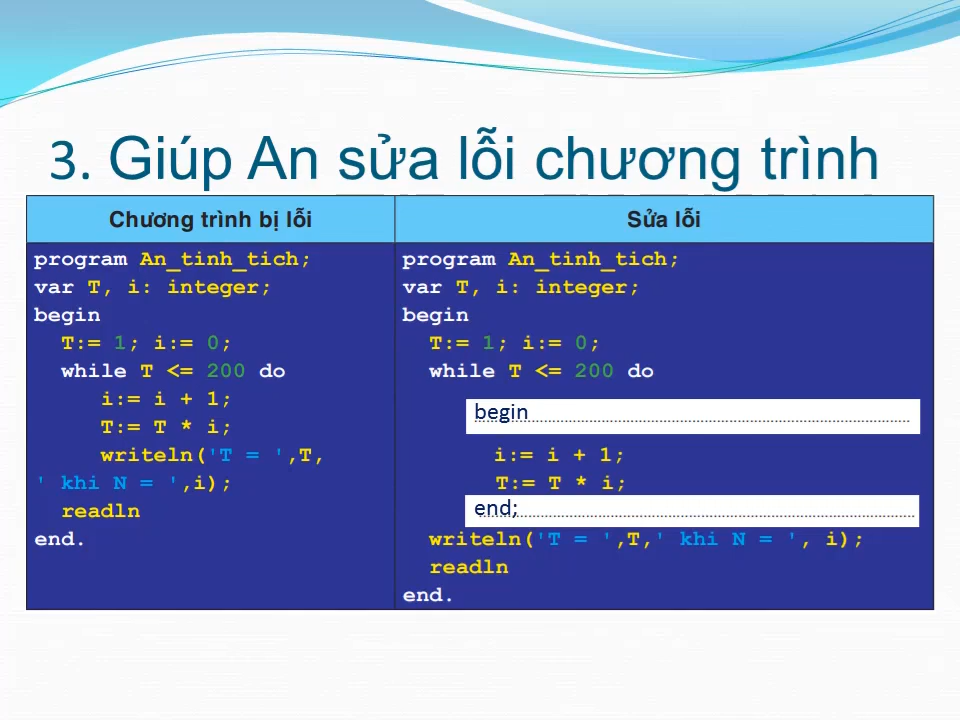 3. Giúp An sửa lỗi chương trình
Chương trình bị lỗi
program An_tinh_tich;
var T, i: integer;
begin
T:= 1; i:= 0;
while T <= 200 do
i:= i + 1;
T:= T * i;
writeln('T = ',T,
' khi N = ',i);
readln
end.
Sửa lỗi
program An_tinh_tich;
var T, i: integer;
begin
T:= 1; i:= 0;
while T <= 200 do
begin
i:= i + 1;
T:= T * i;
end;
writeln('T = ',T,' khi N = ', i);
readln
end.